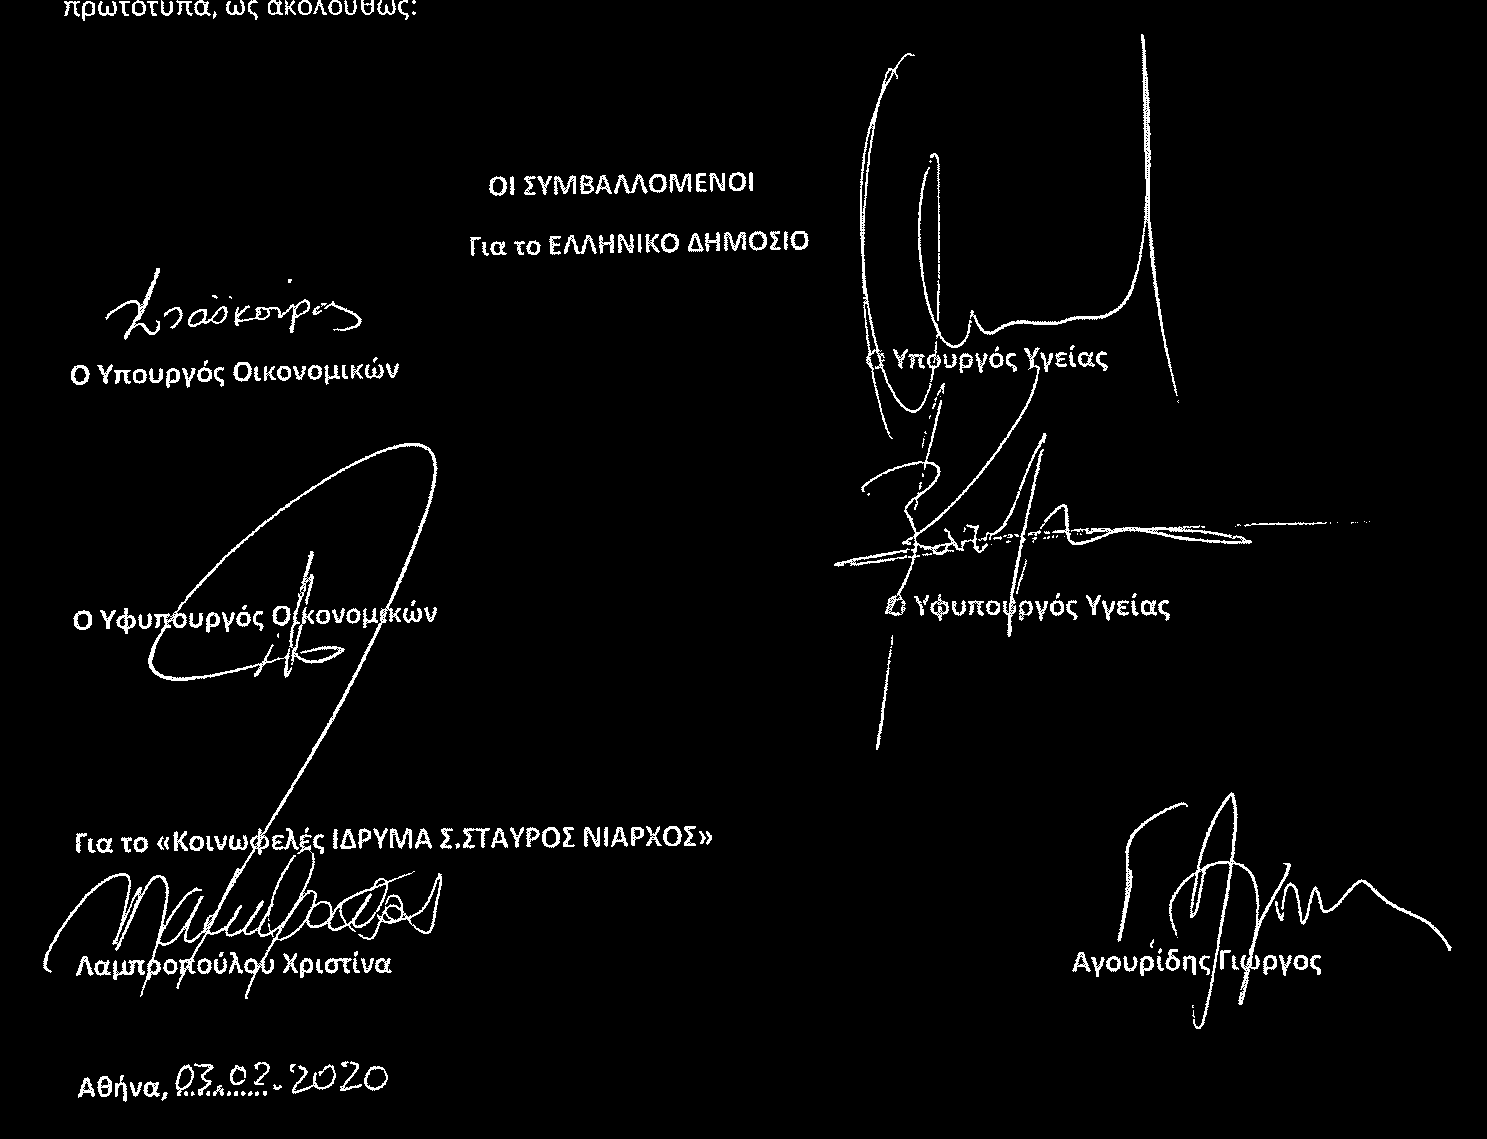 πρωτότυπα, ως ακολούθως:
ΟΙ ΣΥΜΒΑΛΛΟΜΕΝΟΙ
Για το ΕΛΛΗΝΙΚΟ ΔΗΜΟΣΙΟ
Ο Υπουργός Οικονομικών
Ο Υπουργός Υγείας
Ο Υφυπουργός Οικονομικών
Ο Υφυπουργός Υγείας
Για το «Κοινωφελές ΙΔΡΥΜΑ Σ.ΣΤΑΥΡΟΣ ΝΙΑΡΧΟΣ»
Λαμπροπούλου Χριστίνα
Αγουρίδης Γιώργος
Αθήνα, 03.02.2020